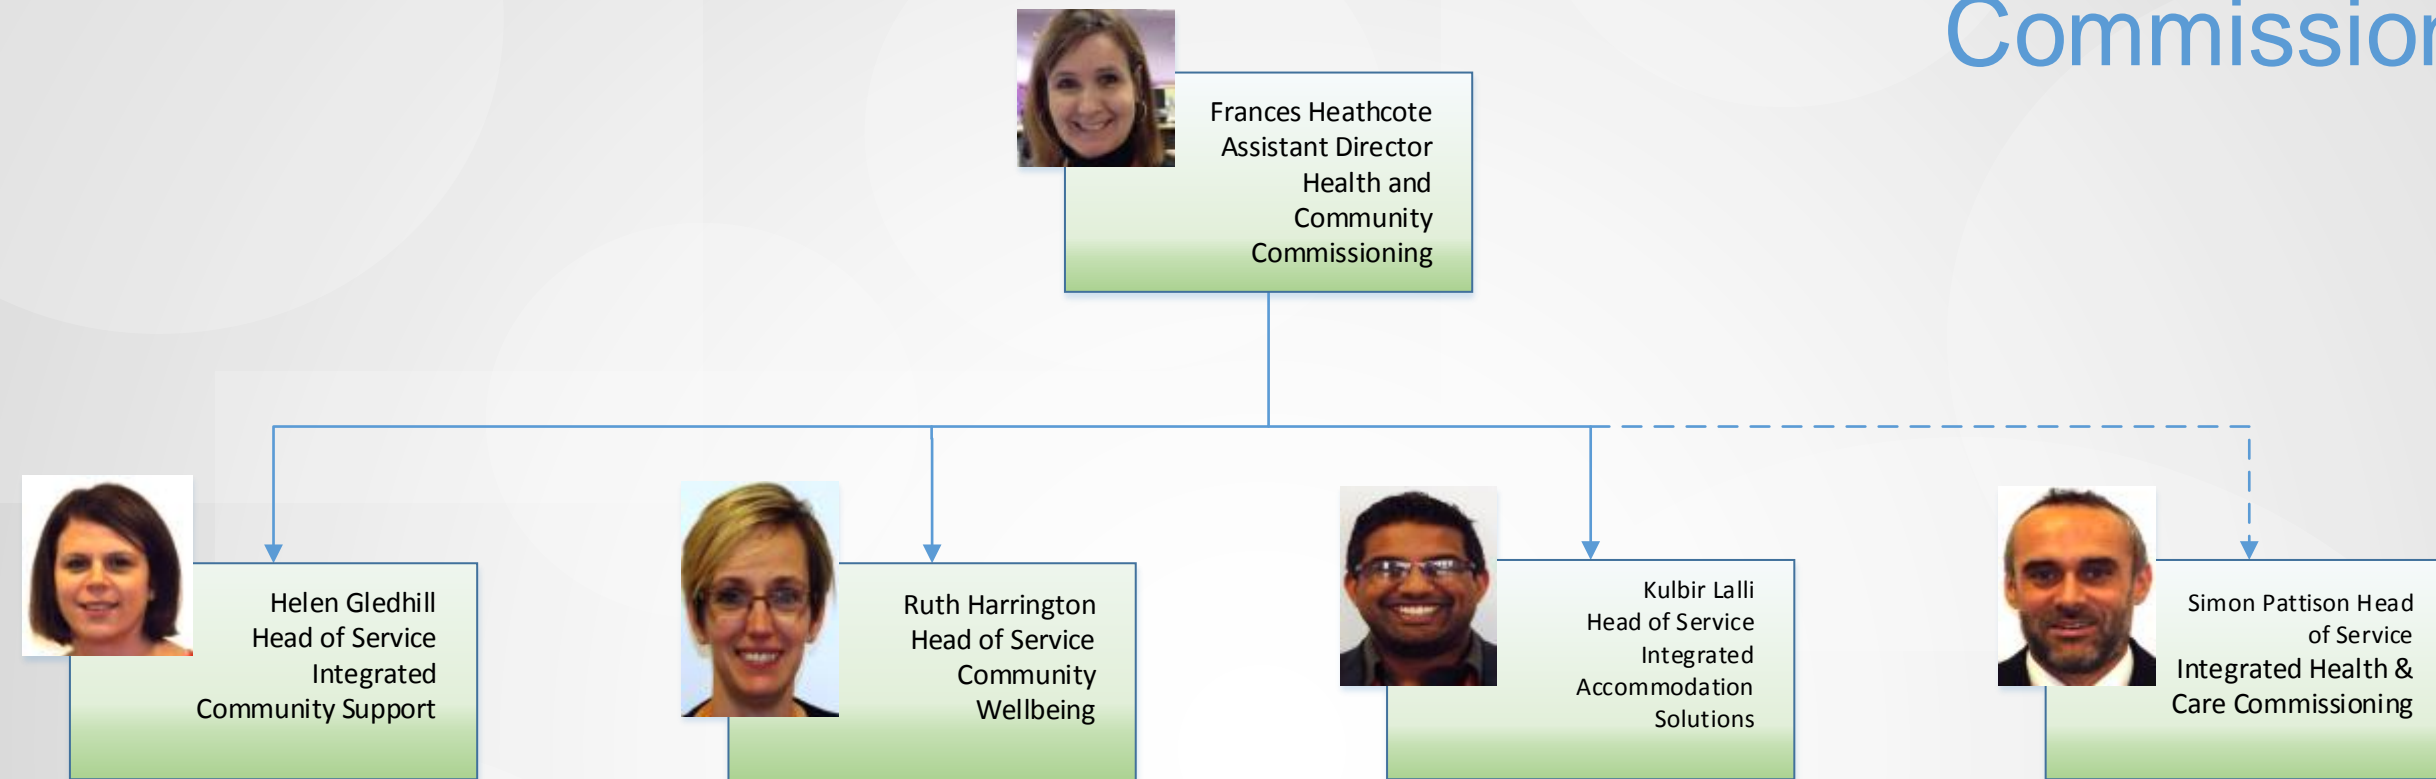 Commission
Frances Heathcote
Assistant Director
Health and
Community
Commissioning
Helen Gledhill
Head of Service
Integrated
Community Support
Ruth Harrington
Head of Service
Community
Wellbeing
Kulbir Lalli
Head of Service
Integrated
Accommodation
Solutions
Simon Pattison Head
of Service
Integrated Health &
Care Commissioning